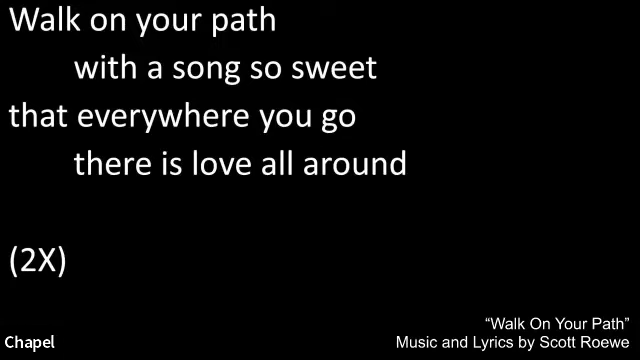 Walk on your path
with a song so sweet
that everywhere you go
there is love all around
(2X)
“Walk On Your Path”
Music and Lyrics by Scott Roewe
Chapel